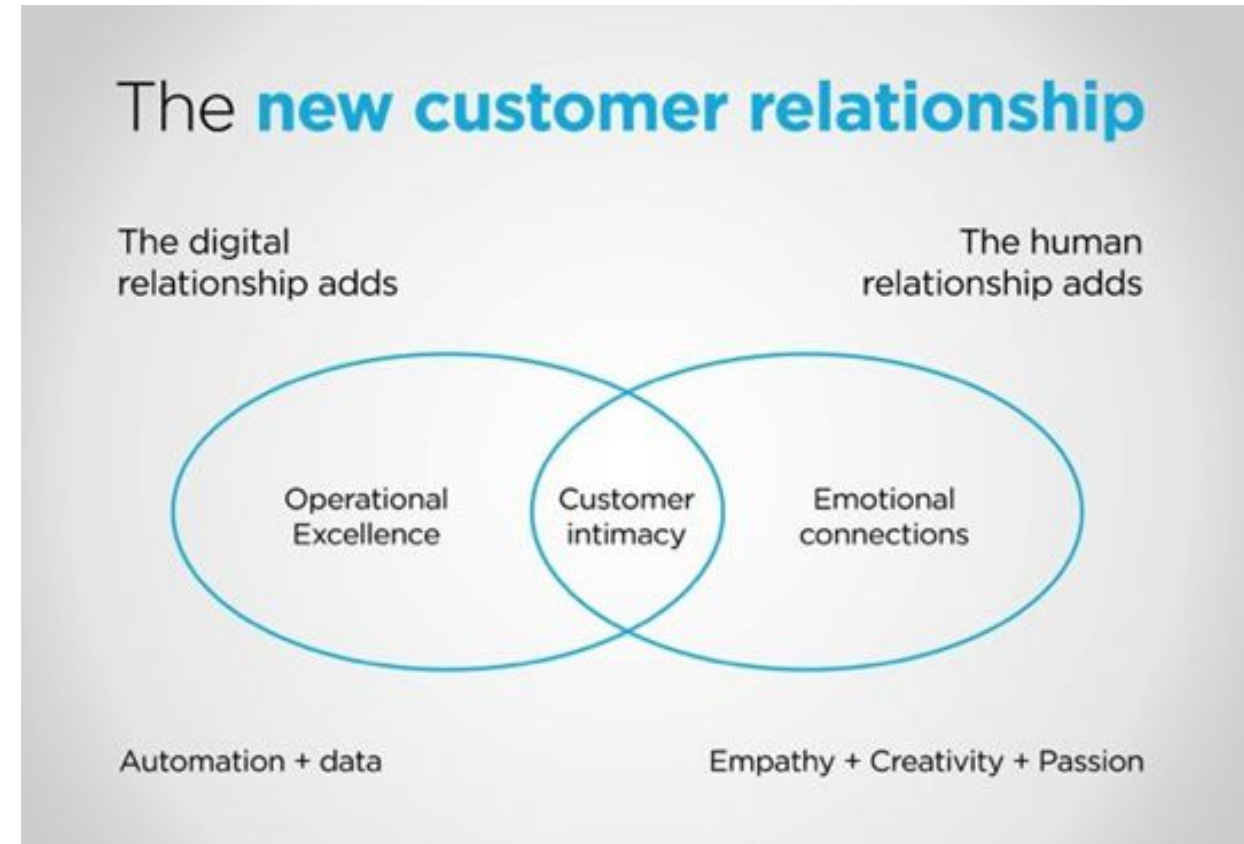 The new customer relationship
The digital
relationship adds
The human
relationship adds
Operational
Excellence
Customer
intimacy
Emotional
connections
Automation + data
Empathy + Creativity + Passion